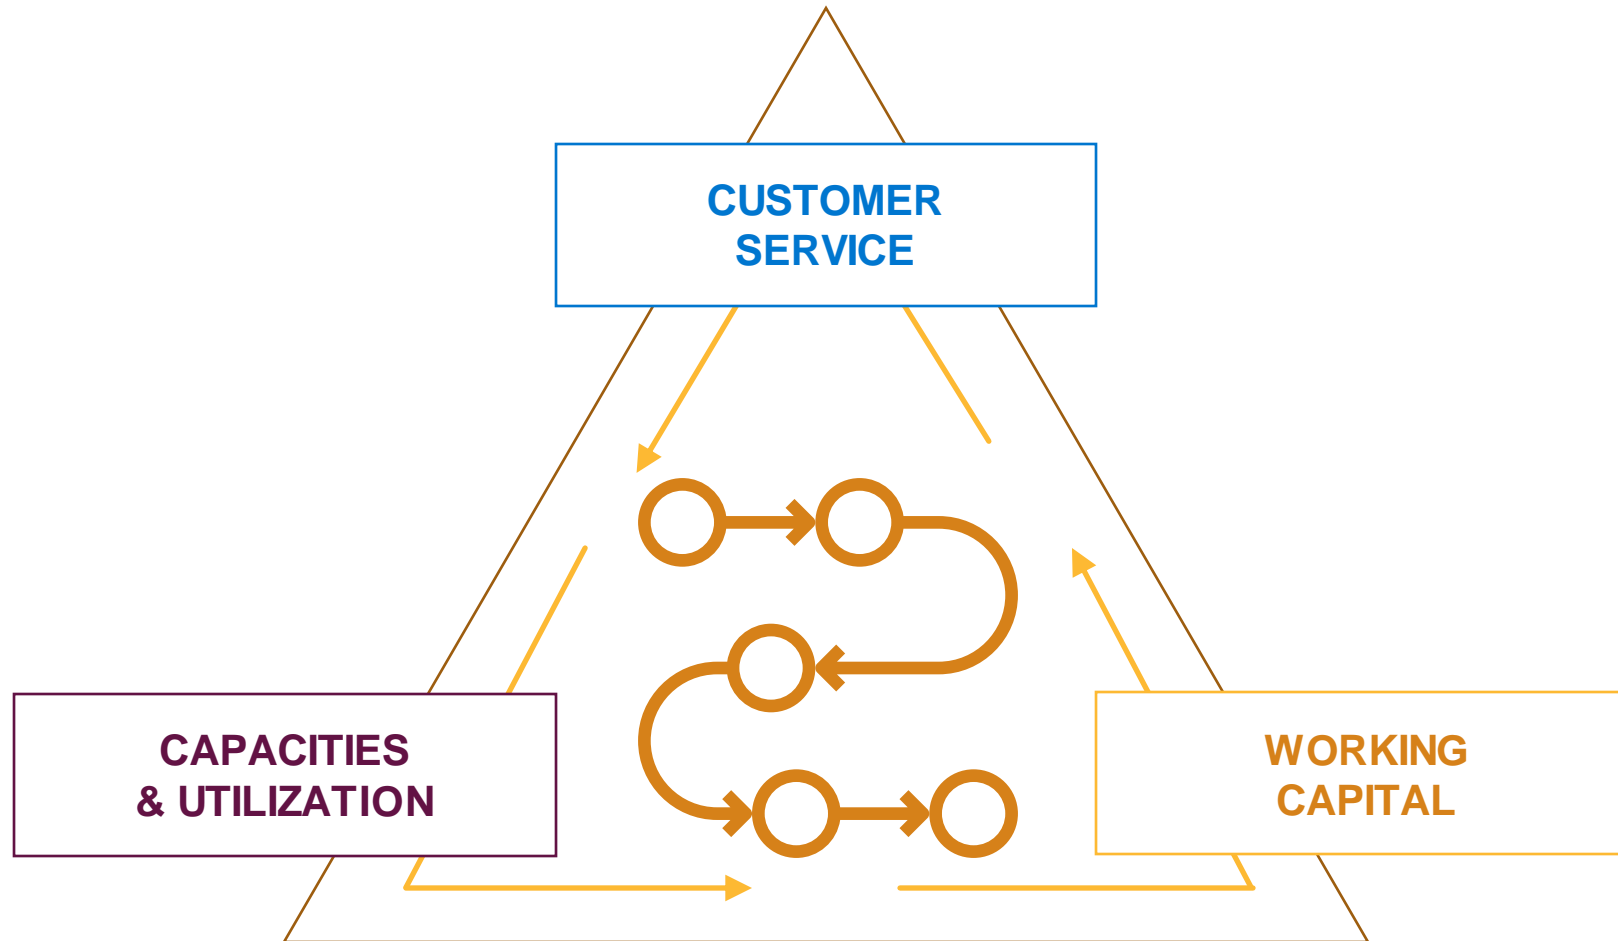 CUSTOMER
SERVICE
CAPACITIES
& UTILIZATION
WORKING
CAPITAL